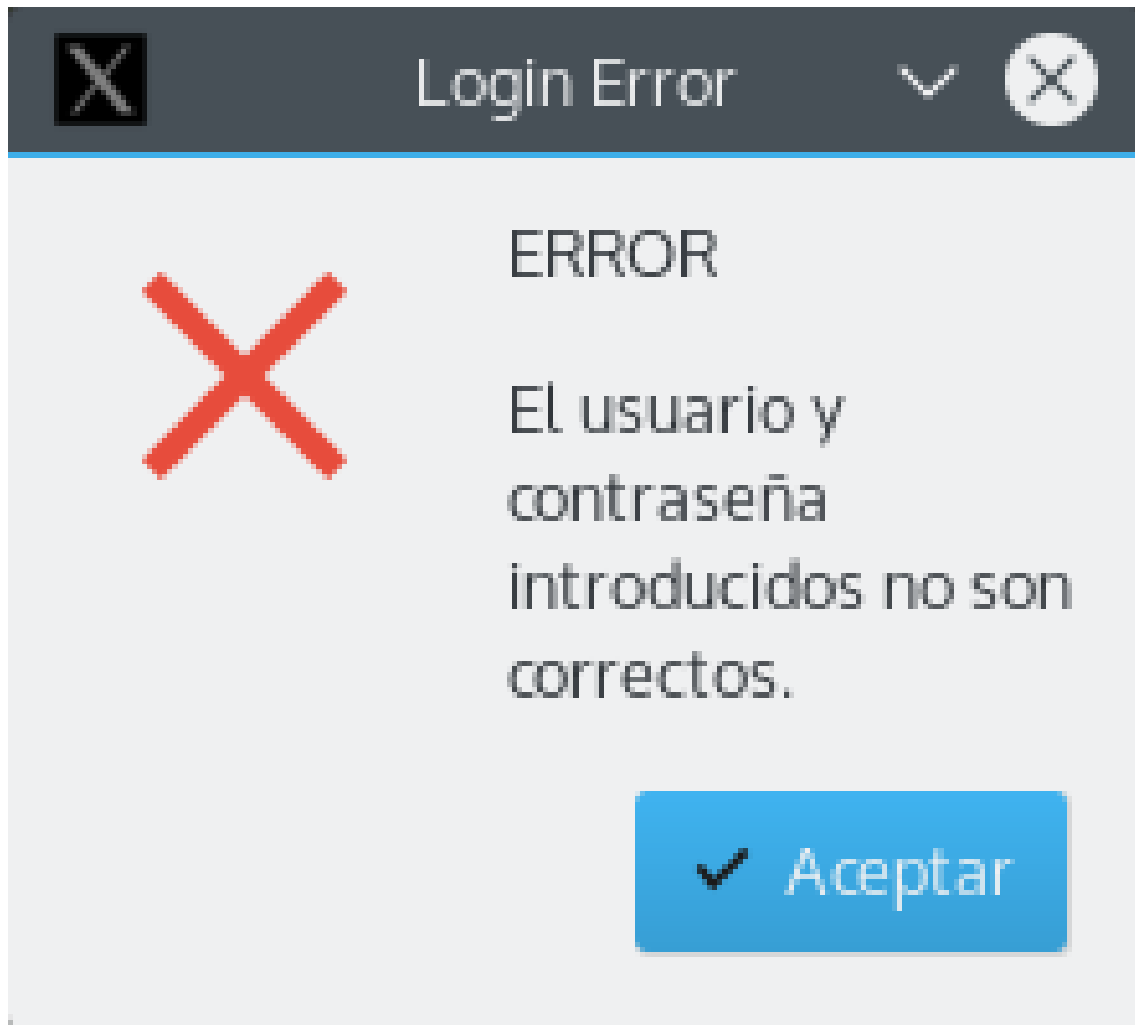 Login Error
ERROR
El usuario y
contraseña
introducidos no son
correctos.
Aceptar